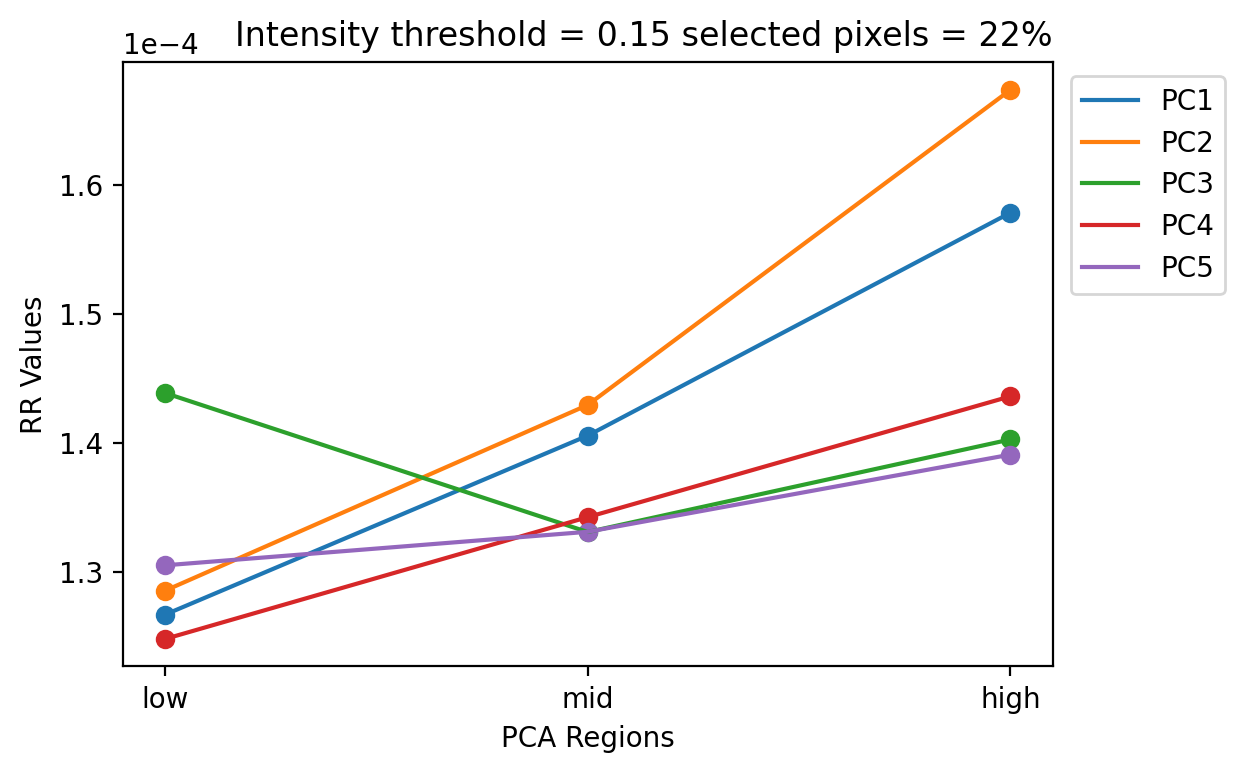 Intensity threshold = 0.15 selected pixels = 22%
1e−4
1.6
1.5
1.4
1.3
RR Values
low
mid
high
PCA Regions
PC1
PC2
PC3
PC4
PC5